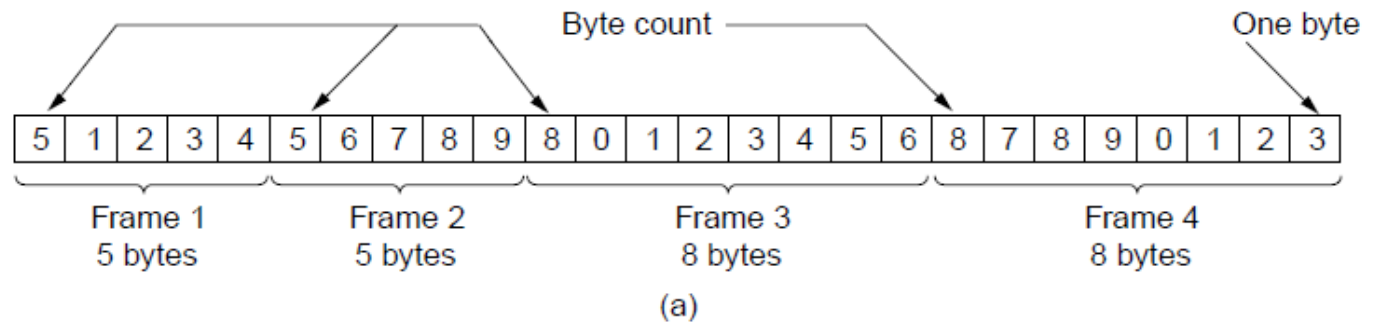 Byte count One byte
5 1 2 3 4 5 6 7 8 9 8 0 1 2 3 4 5 6 8 7 8 9 0 1 2 3
Frame 1 Frame 2 Frame 3 Frame 4
5 bytes 5 bytes 8 bytes 8 bytes
(a)